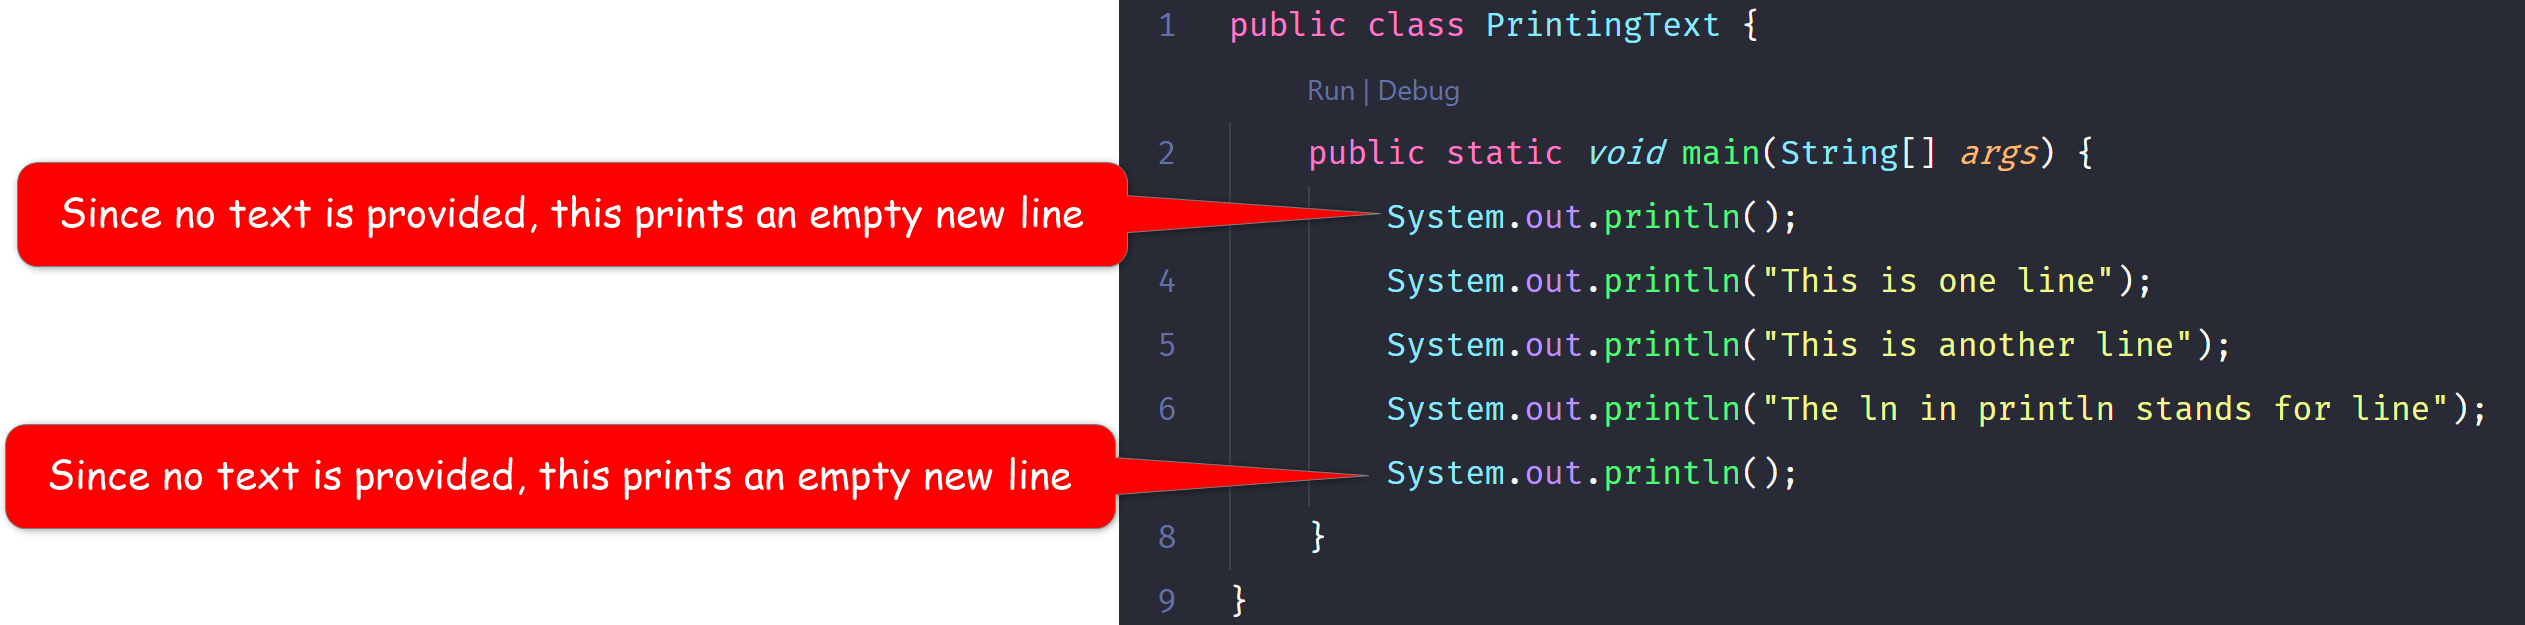 1 public class PrintingText {
Run | Debug
2 public static void main(String[] args) {
Since no text is provided, this prints an empty new line
System.out.println();
4 System.out.println("This is one line");
5 System.out.println("This is another line");
6 System.out.println("The ln in println stands for line");
Since no text is provided, this prints an empty new line
System.out.println();
8 }
9 }